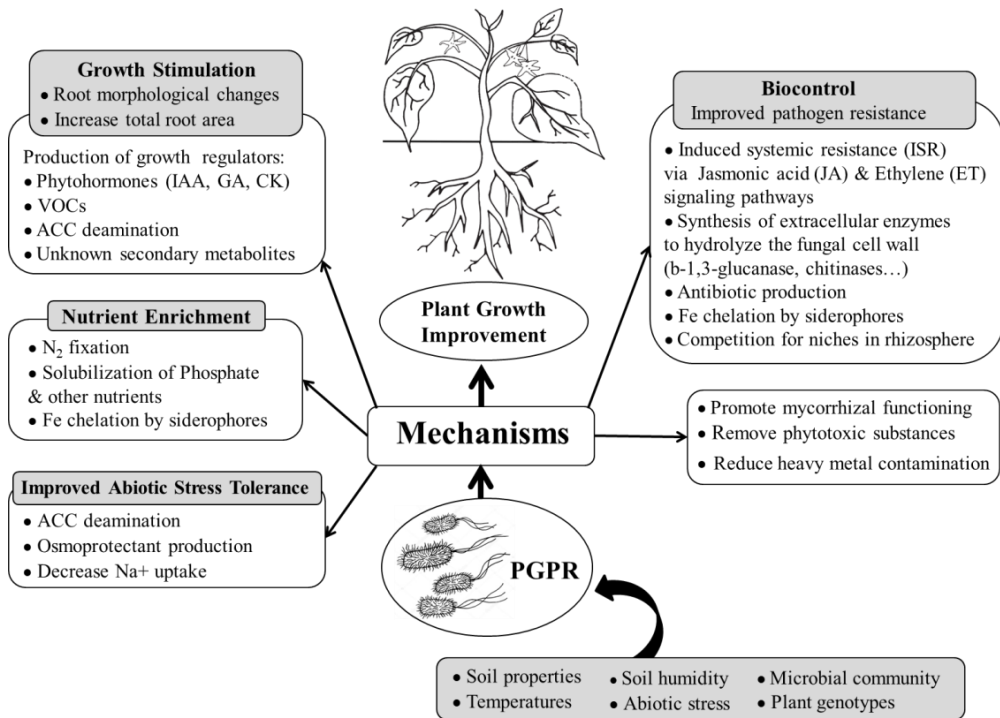 Growth Stimulation
• Root morphological changes
• Increase total root area
Production of growth regulators:
• Phytohormones (IAA, GA, CK)
• VOCs
• ACC deamination
• Unknown secondary metabolites
Nutrient Enrichment
• N₂ fixation
• Solubilization of Phosphate
& other nutrients
• Fe chelation by siderophores
Improved Abiotic Stress Tolerance
• ACC deamination
• Osmoprotectant production
• Decrease Na+ uptake
Plant Growth
Improvement
Mechanisms
PGPR
Biocontrol
Improved pathogen resistance
• Induced systemic resistance (ISR)
via Jasmonic acid (JA) & Ethylene (ET)
signaling pathways
• Synthesis of extracellular enzymes
to hydrolyze the fungal cell wall
(b-1,3-glucanase, chitinases…)
• Antibiotic production
• Fe chelation by siderophores
• Competition for niches in rhizosphere
• Promote mycorrhizal functioning
• Remove phytotoxic substances
• Reduce heavy metal contamination
• Soil properties • Soil humidity • Microbial community
• Temperatures • Abiotic stress • Plant genotypes